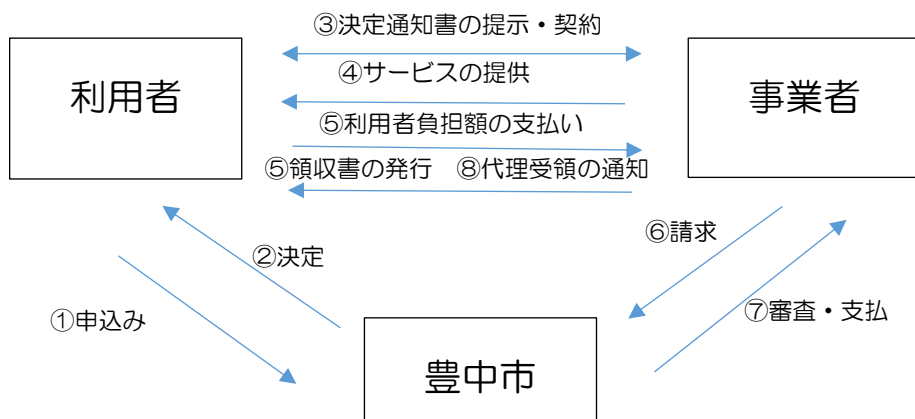 ③決定通知書の提示・契約
④サービスの提供
利用者
事業者
⑤利用者負担額の支払い
⑤領収書の発行 ⑧代理受領の通知
⑥請求
②決定
①申込み
⑦審査・支払
豊中市